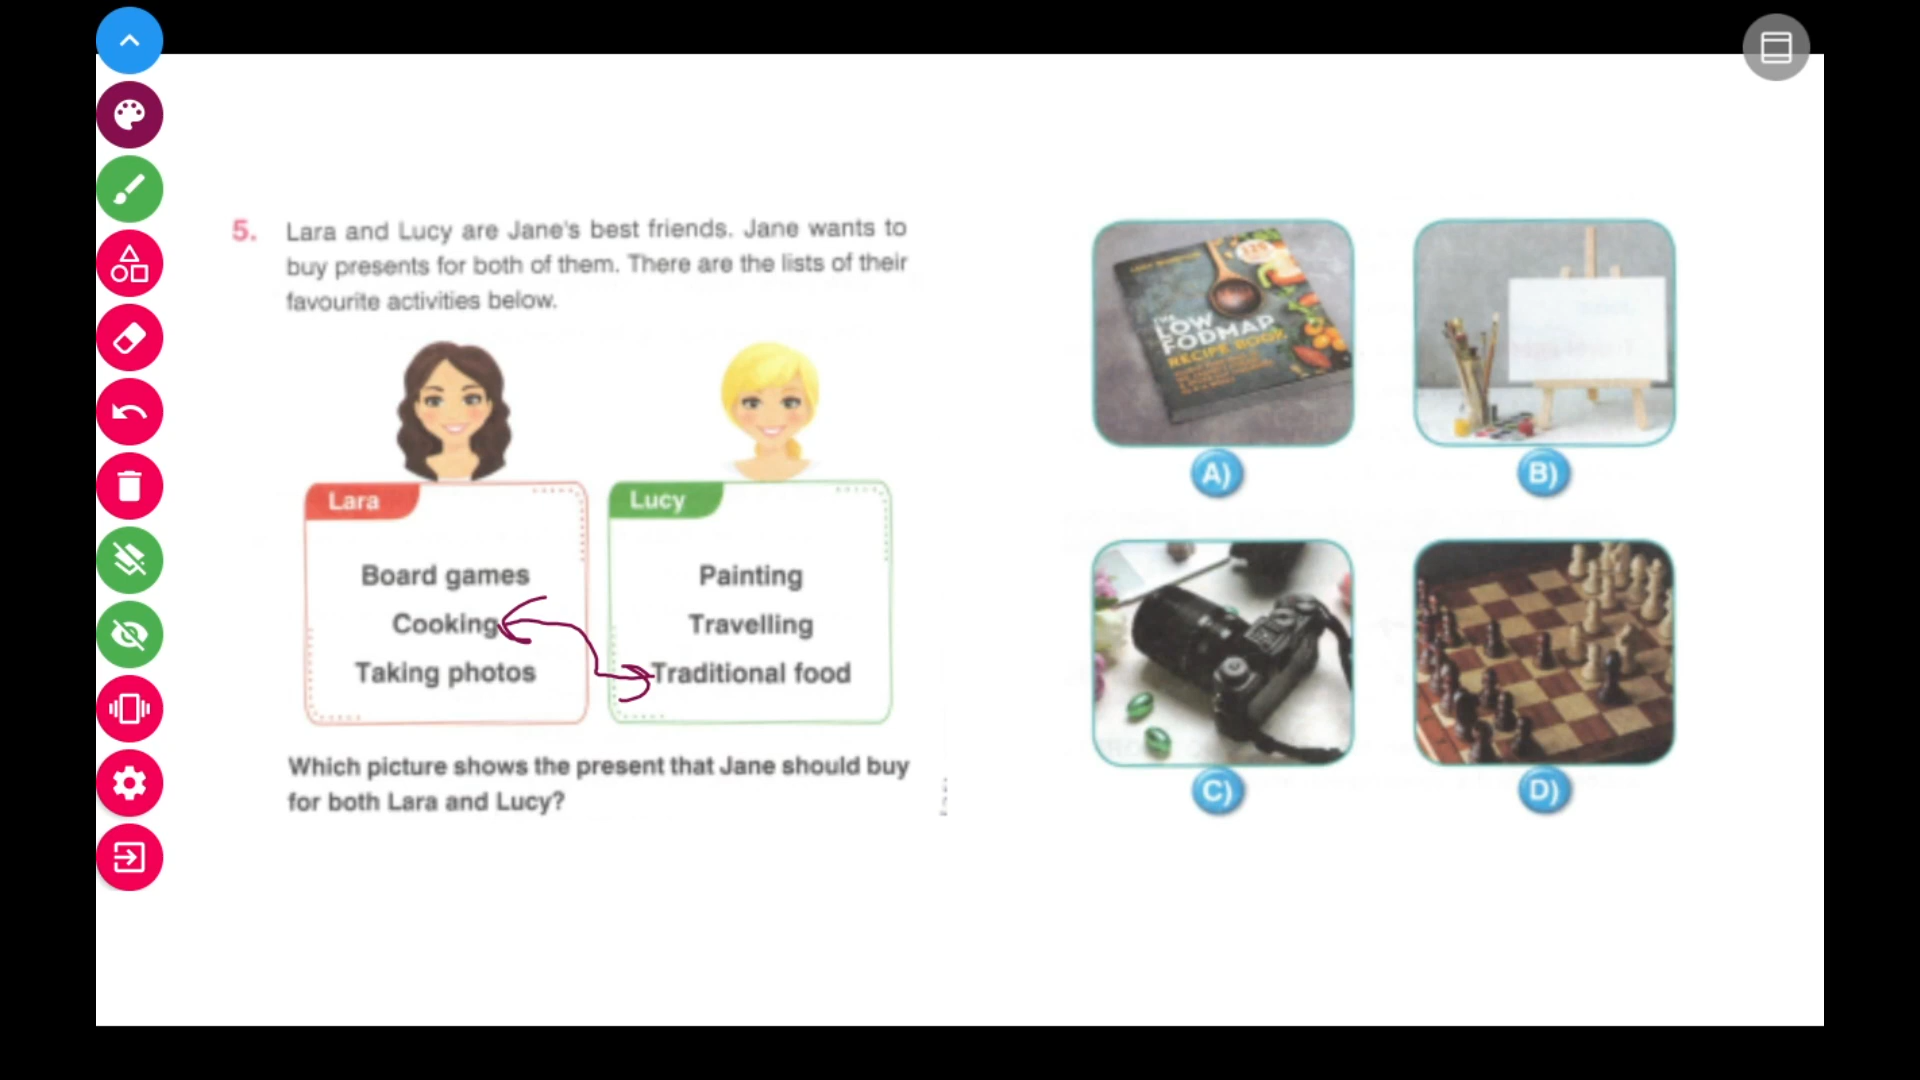 5. Lara and Lucy are Jane's best friends. Jane wants to
buy presents for both of them. There are the lists of their
favourite activities below.
Lara
Board games
Cooking
Taking photos
Lucy
Painting
Travelling
Traditional food
Which picture shows the present that Jane should buy
for both Lara and Lucy?
THE
LOW
FODMAP
RECIPE BOOK
A)
B)
C)
D)